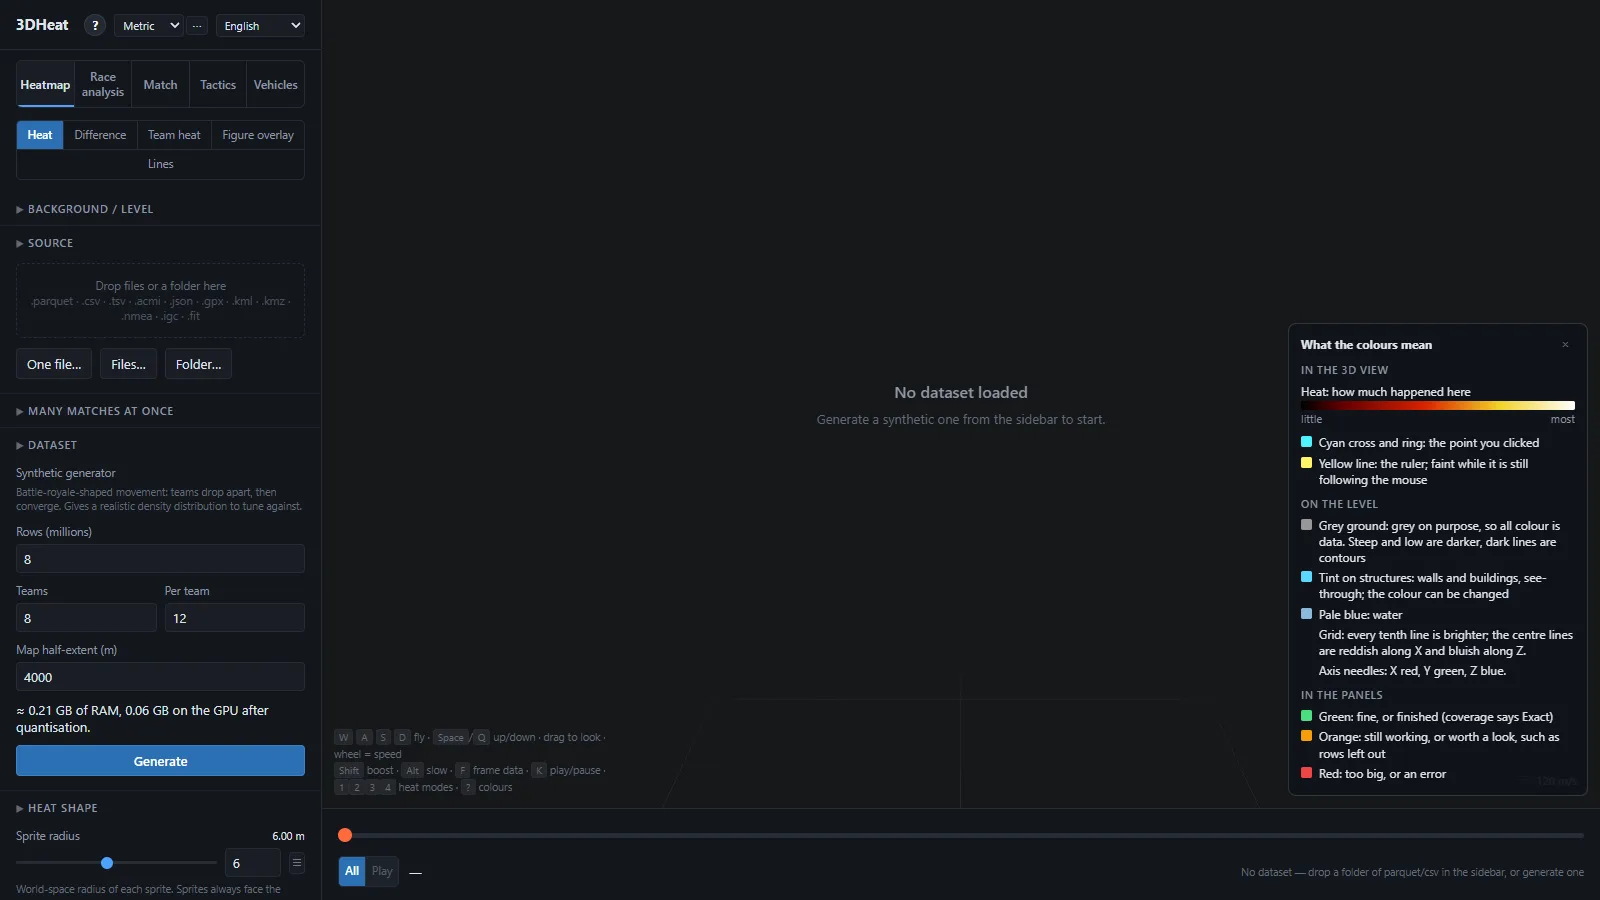 3DHeat
?
Metric
...
English
Heatmap
Race analysis
Match
Tactics
Vehicles
Heat
Difference
Team heat
Figure overlay
Lines
BACKGROUND / LEVEL
SOURCE
Drop files or a folder here
.parquet · .csv · .tsv · .acmi · .json · .gpx · .kml · .kmz ·
.nmea · .igc · .fit
One file...
Files...
Folder...
MANY MATCHES AT ONCE
DATASET
Synthetic generator
Battle-royale-shaped movement: teams drop apart, then
converge. Gives a realistic density distribution to tune against.
Rows (millions)
8
Teams
Per team
8
12
Map half-extent (m)
4000
≈ 0.21 GB of RAM, 0.06 GB on the GPU after
quantisation.
Generate
HEAT SHAPE
Sprite radius
6.00 m
6
World-space radius of each sprite. Sprites always face the
No dataset loaded
Generate a synthetic one from the sidebar to start.
W A S D fly · Space / Q up/down · drag to look ·
wheel = speed
Shift boost · Alt slow · F frame data · K play/pause ·
1 2 3 4 heat modes · ? colours
What the colours mean
×
IN THE 3D VIEW
Heat: how much happened here
little
most
Cyan cross and ring: the point you clicked
Yellow line: the ruler; faint while it is still
following the mouse
ON THE LEVEL
Grey ground: grey on purpose, so all colour is
data. Steep and low are darker, dark lines are
contours
Tint on structures: walls and buildings, see-
through; the colour can be changed
Pale blue: water
Grid: every tenth line is brighter; the centre lines
are reddish along X and bluish along Z.
Axis needles: X red, Y green, Z blue.
IN THE PANELS
Green: fine, or finished (coverage says Exact)
Orange: still working, or worth a look, such as
rows left out
Red: too big, or an error
All
Play
—
No dataset — drop a folder of parquet/csv in the sidebar, or generate one